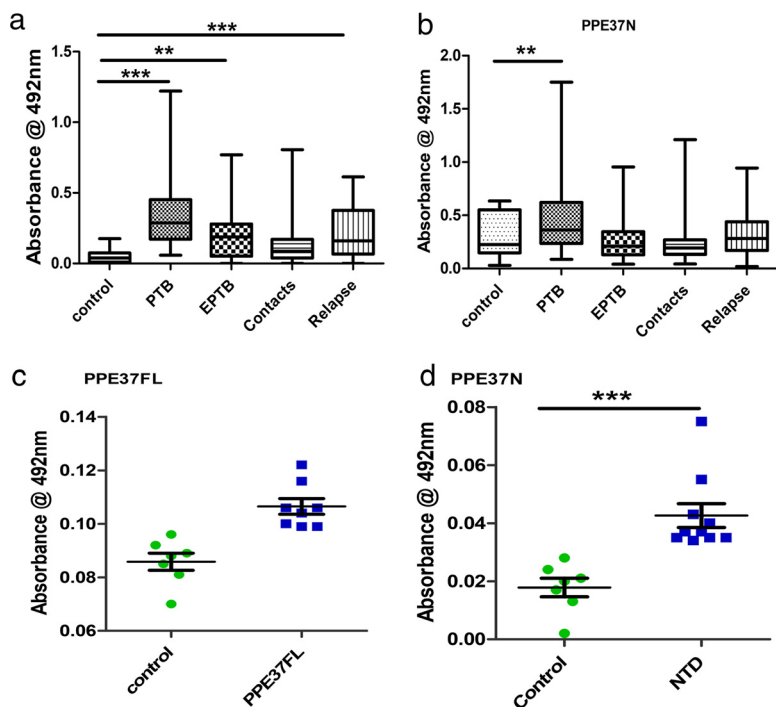 a
***
**
***
Absorbance @ 492nm
1.5
1.0
0.5
0.0
control
PTB
EPTB
Contacts
Relapse
b
PPE37N
**
Absorbance @ 492nm
2.0
1.5
1.0
0.5
0.0
control
PTB
EPTB
Contacts
Relapse
c
PPE37FL
Absorbance @ 492nm
0.14
0.12
0.10
0.08
0.06
control
PPE37FL
d
PPE37N
***
Absorbance @ 492nm
0.08
0.06
0.04
0.02
0.00
Control
NTD